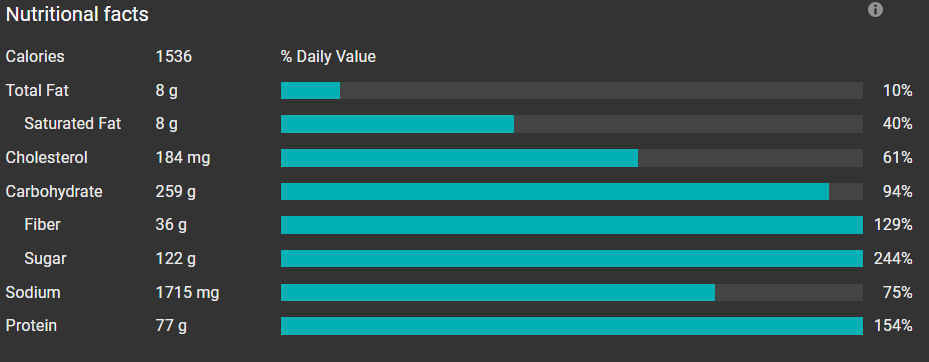 Nutritional facts
Calories 1536 % Daily Value
Total Fat 8 g 10%
Saturated Fat 8 g 40%
Cholesterol 184 mg 61%
Carbohydrate 259 g 94%
Fiber 36 g 129%
Sugar 122 g 244%
Sodium 1715 mg 75%
Protein 77 g 154%